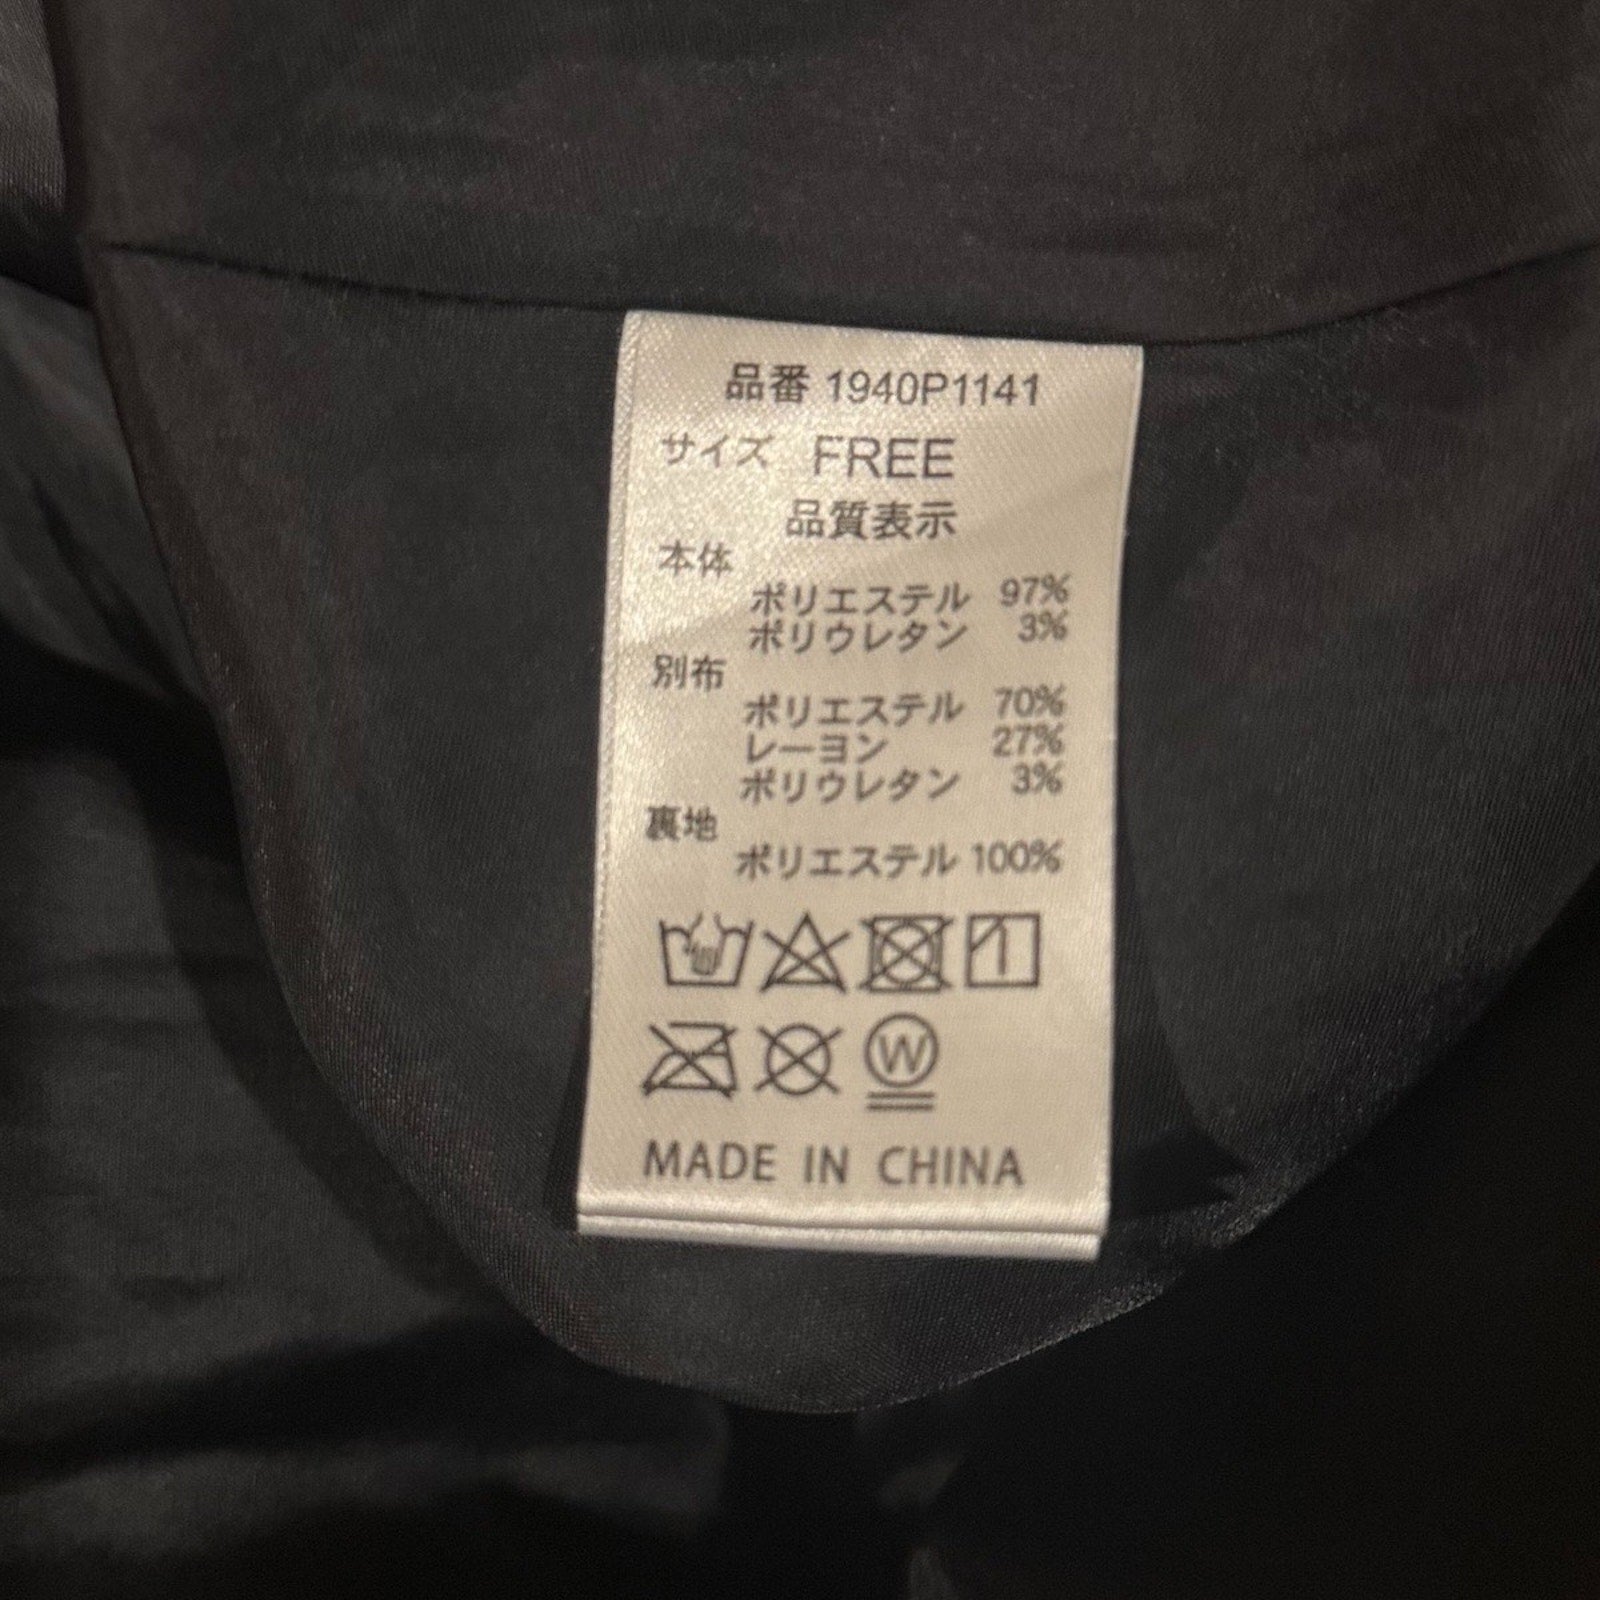 品番 1940P1141
サイズ FREE
品質表示
本体
ポリエステル 97%
ポリウレタン 3%
別布
ポリエステル 70%
レーヨン 27%
ポリウレタン 3%
裏地
ポリエステル 100%
W
MADE IN CHINA